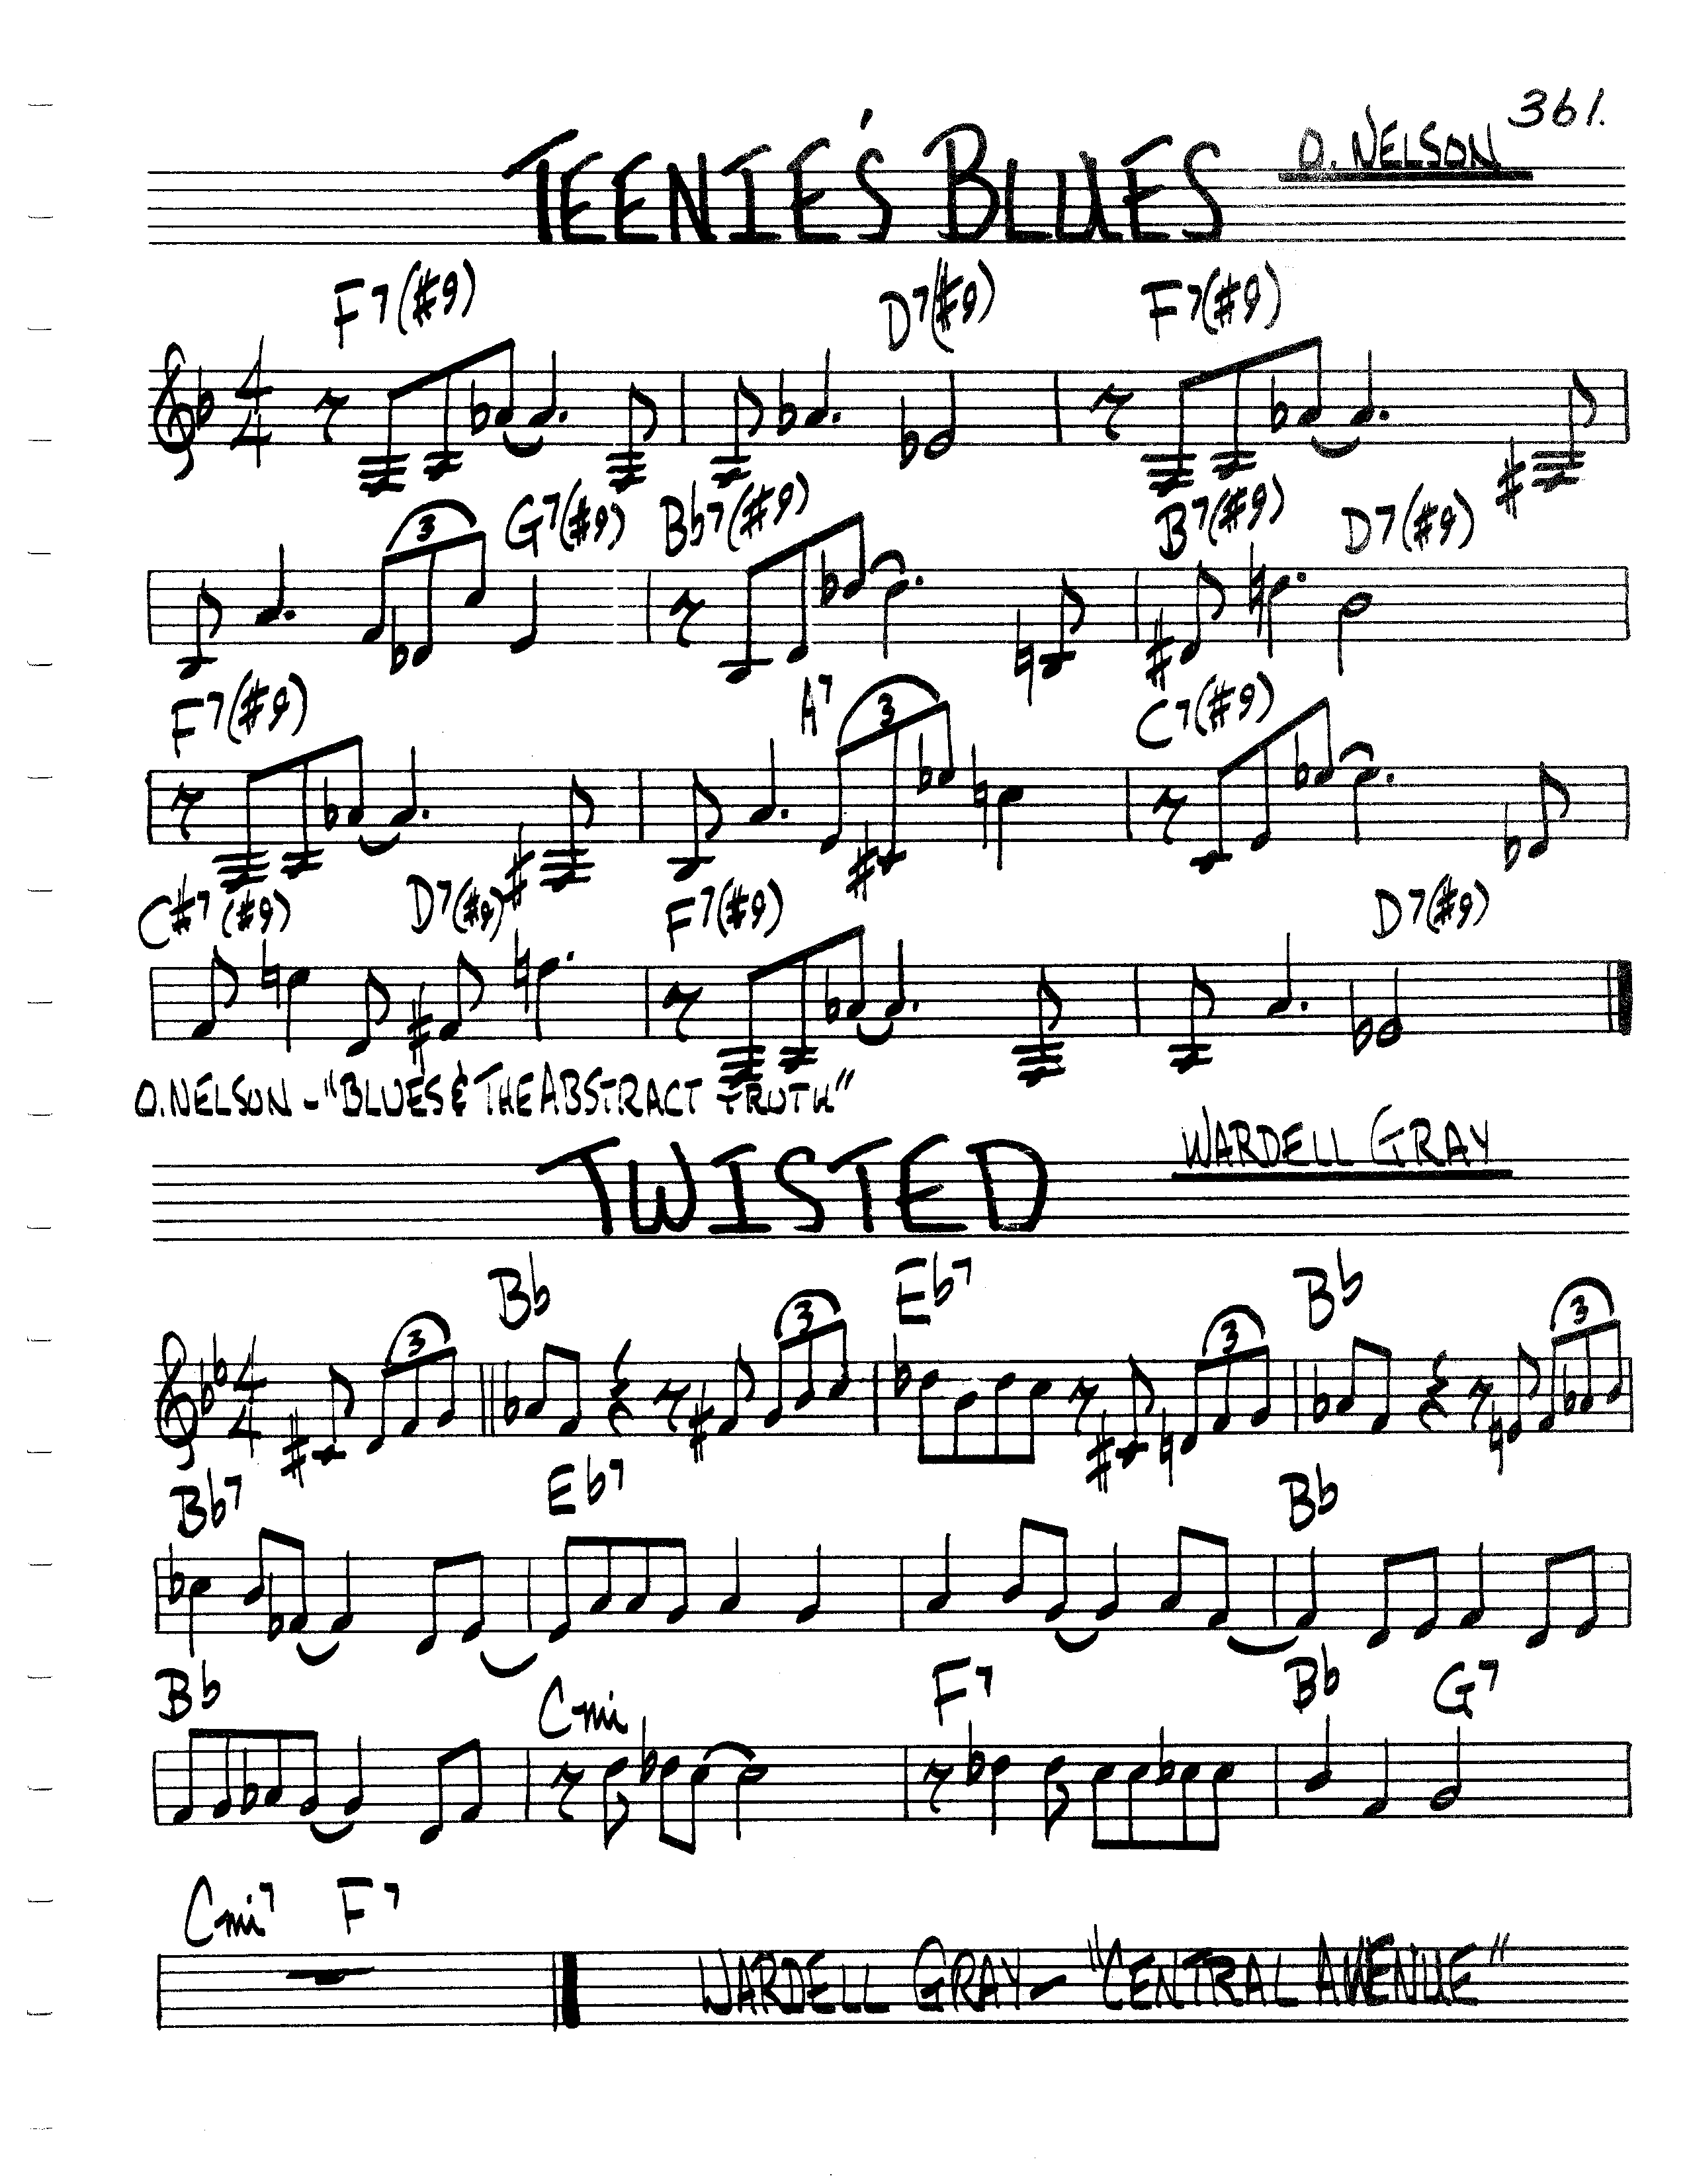 361.
TEENIE'S BLUES O. NELSON
F7(#9) D7(#9) F7(#9)
4/4
3 G7(#9) Bb7(#9) B7(#9) D7(#9)
F7(#9) A7 3 C7(#9)
C#7(#9) D7(#9) F7(#9) D7(#9)
O. NELSON - "BLUES & THE ABSTRACT TRUTH"
TWISTED WARDELL GRAY
Bb Eb7 Bb
4/4 3 3 3 3
Bb7 Eb7 Bb
Bb Cmi F7 Bb G7
Cmi7 F7
WARDELL GRAY - "CENTRAL AVENUE"